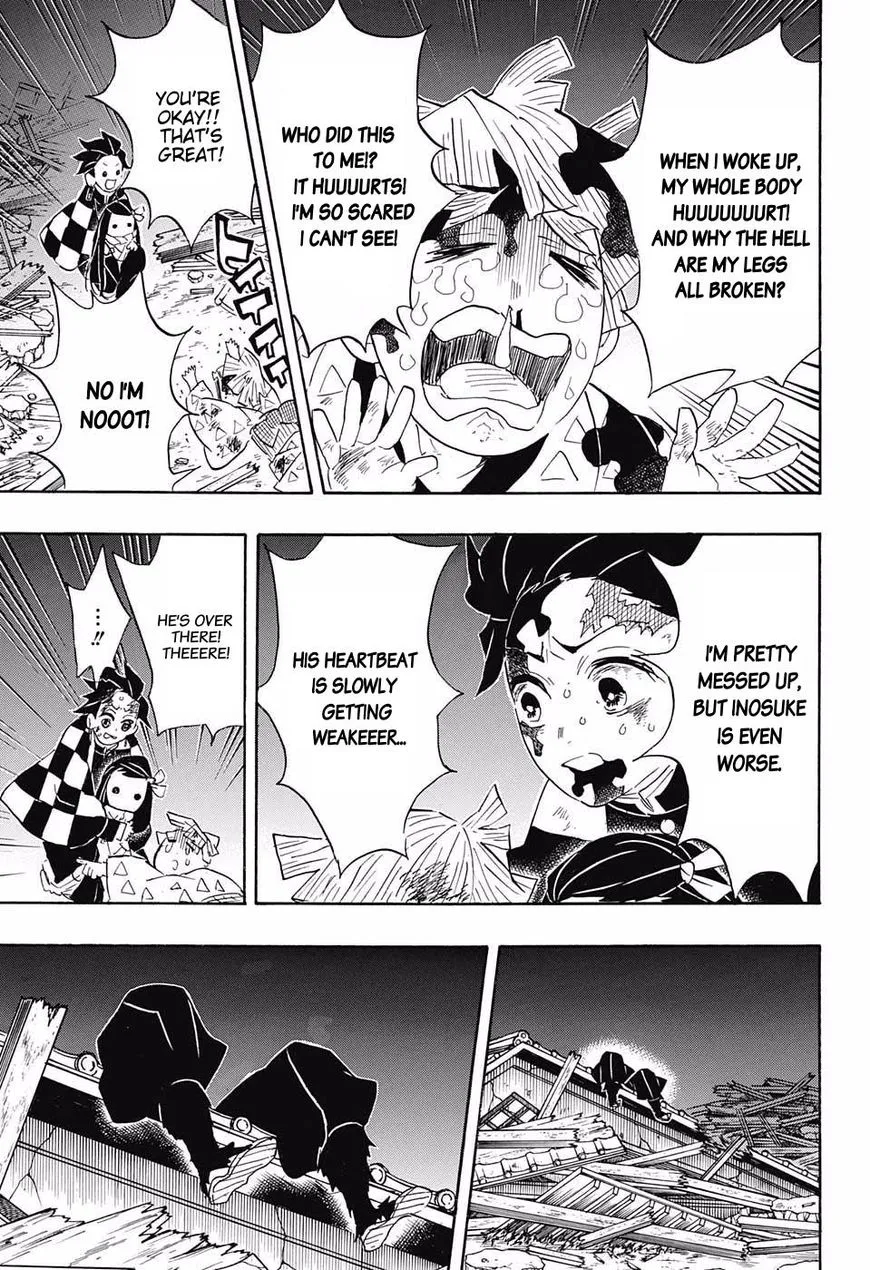 WHEN I WOKE UP,
MY WHOLE BODY
HUUUUUUURT!
AND WHY THE HELL
ARE MY LEGS
ALL BROKEN?
WHO DID THIS
TO ME!?
IT HUUUURTS!
I'M SO SCARED
I CAN'T SEE!
YOU'RE
OKAY!!
THAT'S
GREAT!
NO I'M
NOOOT!
I'M PRETTY
MESSED UP,
BUT INOSUKE
IS EVEN
WORSE.
HIS HEARTBEAT
IS SLOWLY
GETTING
WEAKEEER...
HE'S OVER
THERE!
THEEERE!
…!!